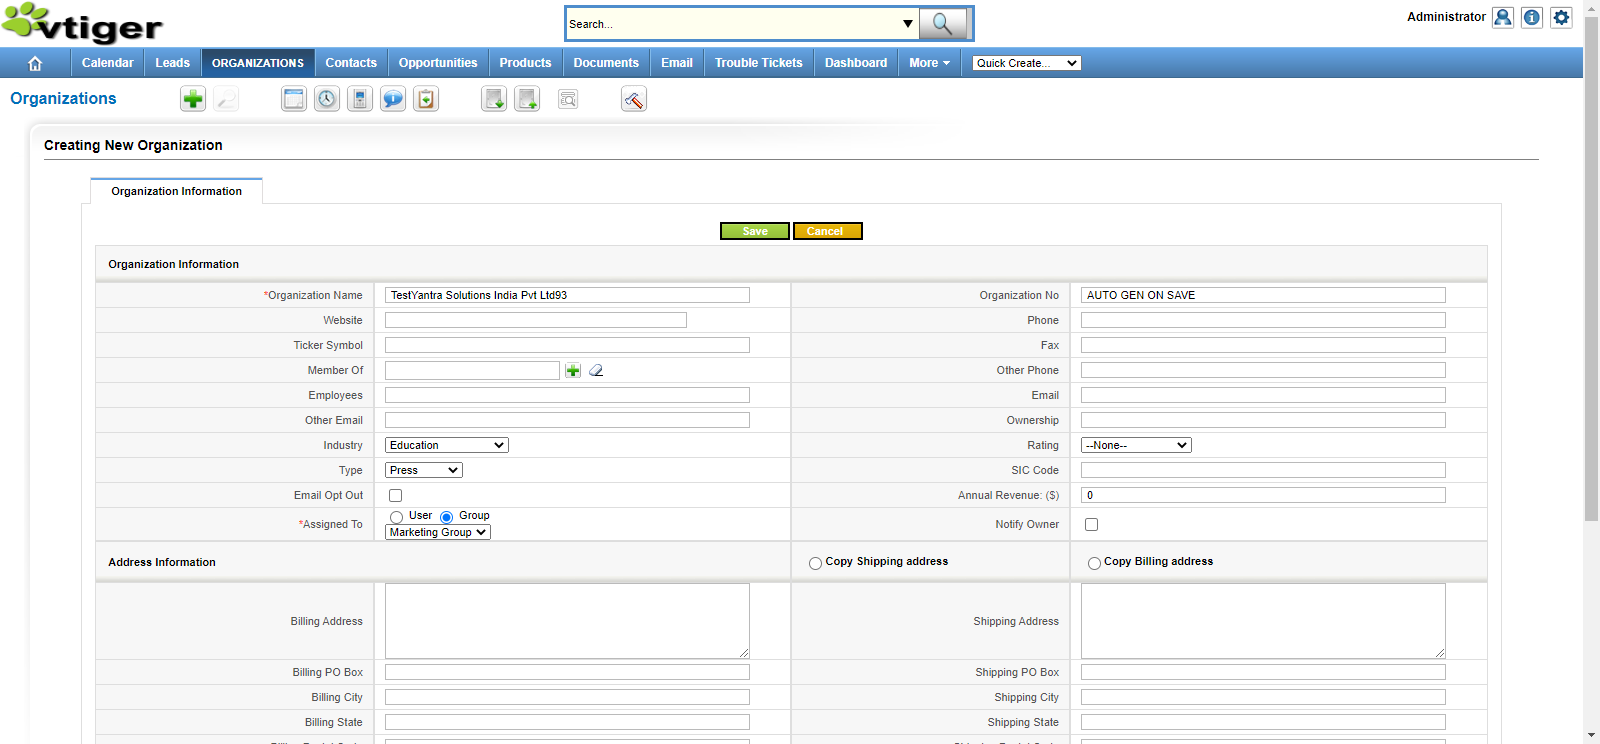 vtiger
Search...
Administrator
Calendar
Leads
ORGANIZATIONS
Contacts
Opportunities
Products
Documents
Email
Trouble Tickets
Dashboard
More
Quick Create...
Organizations
Creating New Organization
Organization Information
Save
Cancel
Organization Information
*Organization Name
TestYantra Solutions India Pvt Ltd93
Organization No
AUTO GEN ON SAVE
Website
Phone
Ticker Symbol
Fax
Member Of
Other Phone
Employees
Email
Other Email
Ownership
Industry
Education
Rating
--None--
Type
Press
SIC Code
Email Opt Out
Annual Revenue: ($)
0
*Assigned To
User
Group
Marketing Group
Notify Owner
Address Information
Copy Shipping address
Copy Billing address
Billing Address
Shipping Address
Billing PO Box
Shipping PO Box
Billing City
Shipping City
Billing State
Shipping State